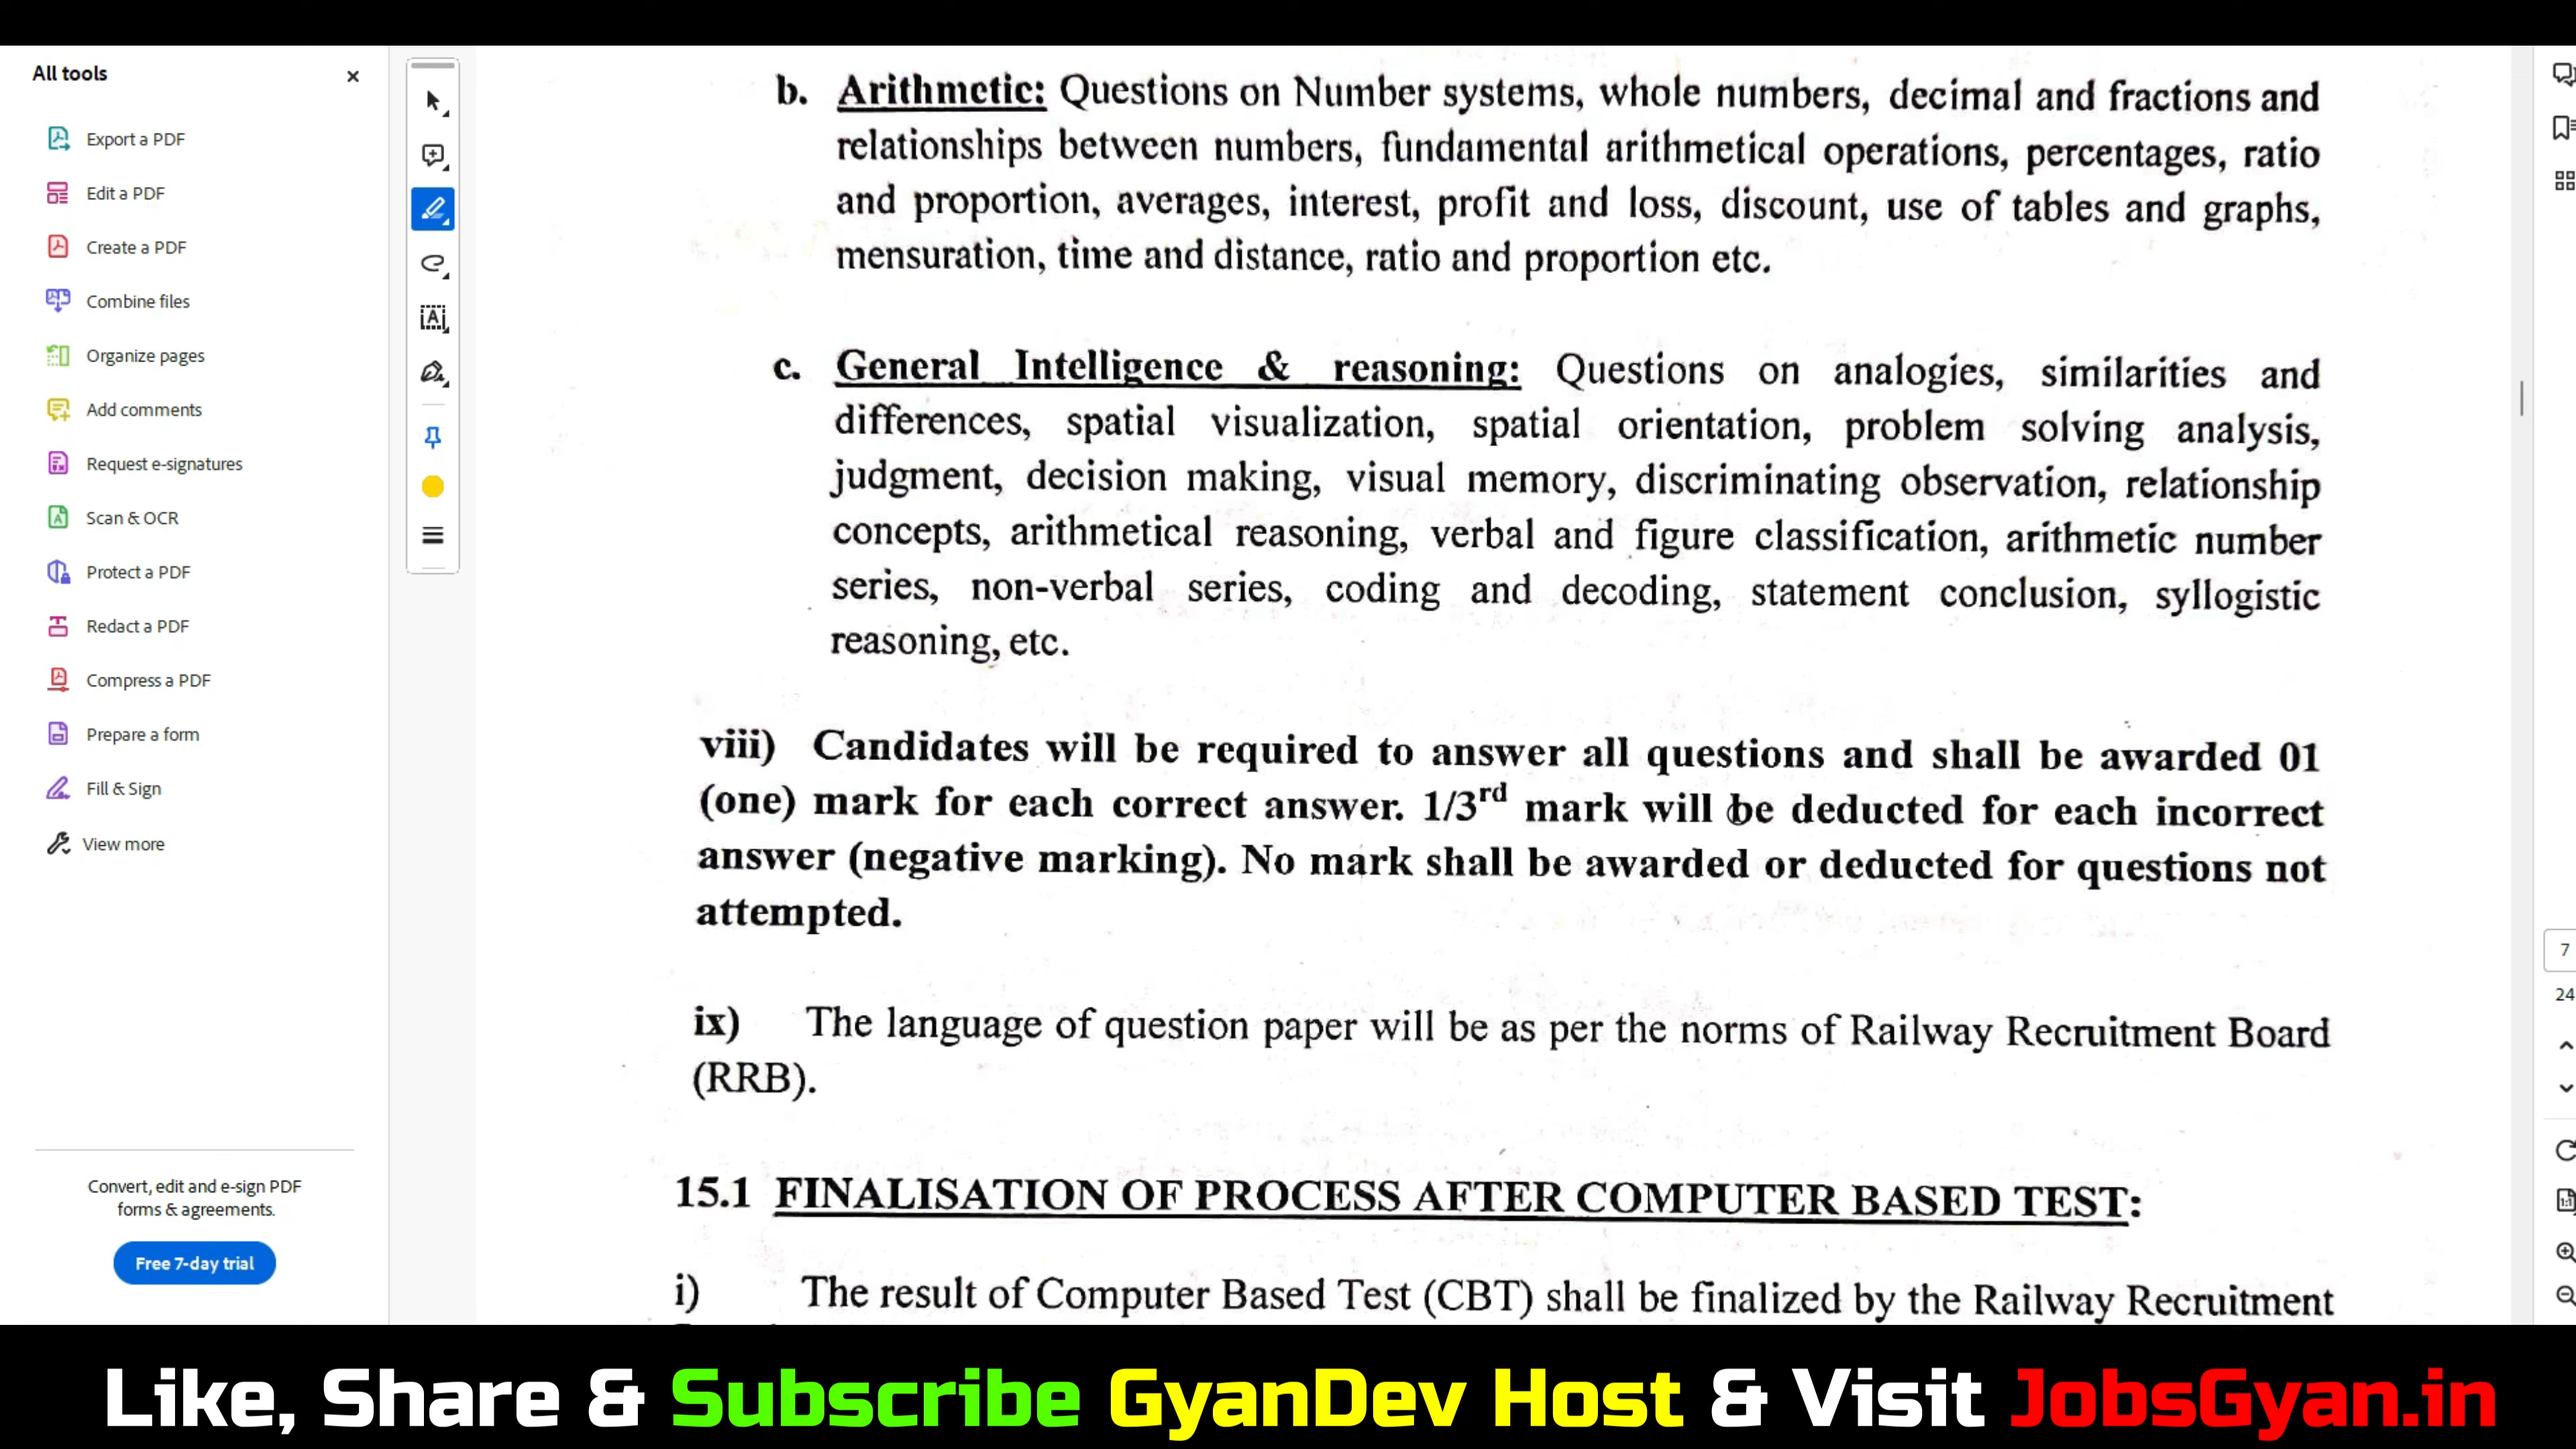 All tools
Export a PDF
Edit a PDF
Create a PDF
Combine files
Organize pages
Add comments
Request e-signatures
Scan & OCR
Protect a PDF
Redact a PDF
Compress a PDF
Prepare a form
Fill & Sign
View more
Convert, edit and e-sign PDF
forms & agreements.
Free 7-day trial
b. Arithmetic: Questions on Number systems, whole numbers, decimal and fractions and
relationships between numbers, fundamental arithmetical operations, percentages, ratio
and proportion, averages, interest, profit and loss, discount, use of tables and graphs,
mensuration, time and distance, ratio and proportion etc.
c. General Intelligence & reasoning: Questions on analogies, similarities and
differences, spatial visualization, spatial orientation, problem solving analysis,
judgment, decision making, visual memory, discriminating observation, relationship
concepts, arithmetical reasoning, verbal and figure classification, arithmetic number
series, non-verbal series, coding and decoding, statement conclusion, syllogistic
reasoning, etc.
viii) Candidates will be required to answer all questions and shall be awarded 01
(one) mark for each correct answer. 1/3rd mark will be deducted for each incorrect
answer (negative marking). No mark shall be awarded or deducted for questions not
attempted.
ix) The language of question paper will be as per the norms of Railway Recruitment Board
(RRB).
15.1 FINALISATION OF PROCESS AFTER COMPUTER BASED TEST:
i) The result of Computer Based Test (CBT) shall be finalized by the Railway Recruitment
7
24
Like, Share & Subscribe GyanDev Host & Visit JobsGyan.in